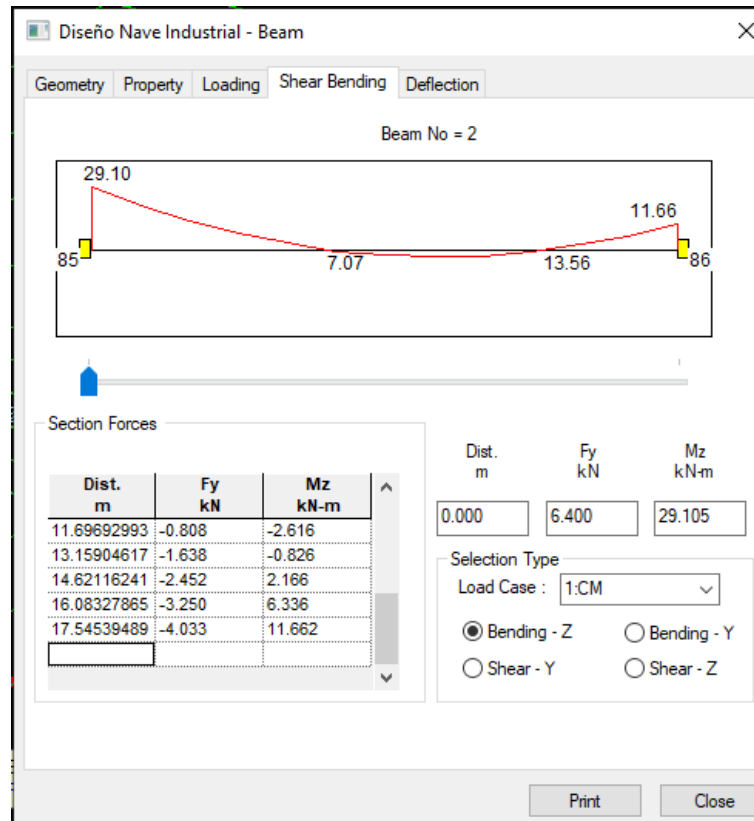 Diseño Nave Industrial - Beam
Geometry Property Loading Shear Bending Deflection
Beam No = 2
29.10
11.66
85 7.07 13.56 86
Section Forces
Dist. m Fy kN Mz kN-m
11.69692993 -0.808 -2.616
13.15904617 -1.638 -0.826
14.62116241 -2.452 2.166
16.08327865 -3.250 6.336
17.54539489 -4.033 11.662
Dist. Fy Mz
m kN kN-m
0.000 6.400 29.105
Selection Type
Load Case : 1:CM
Bending - Z Bending - Y
Shear - Y Shear - Z
Print Close